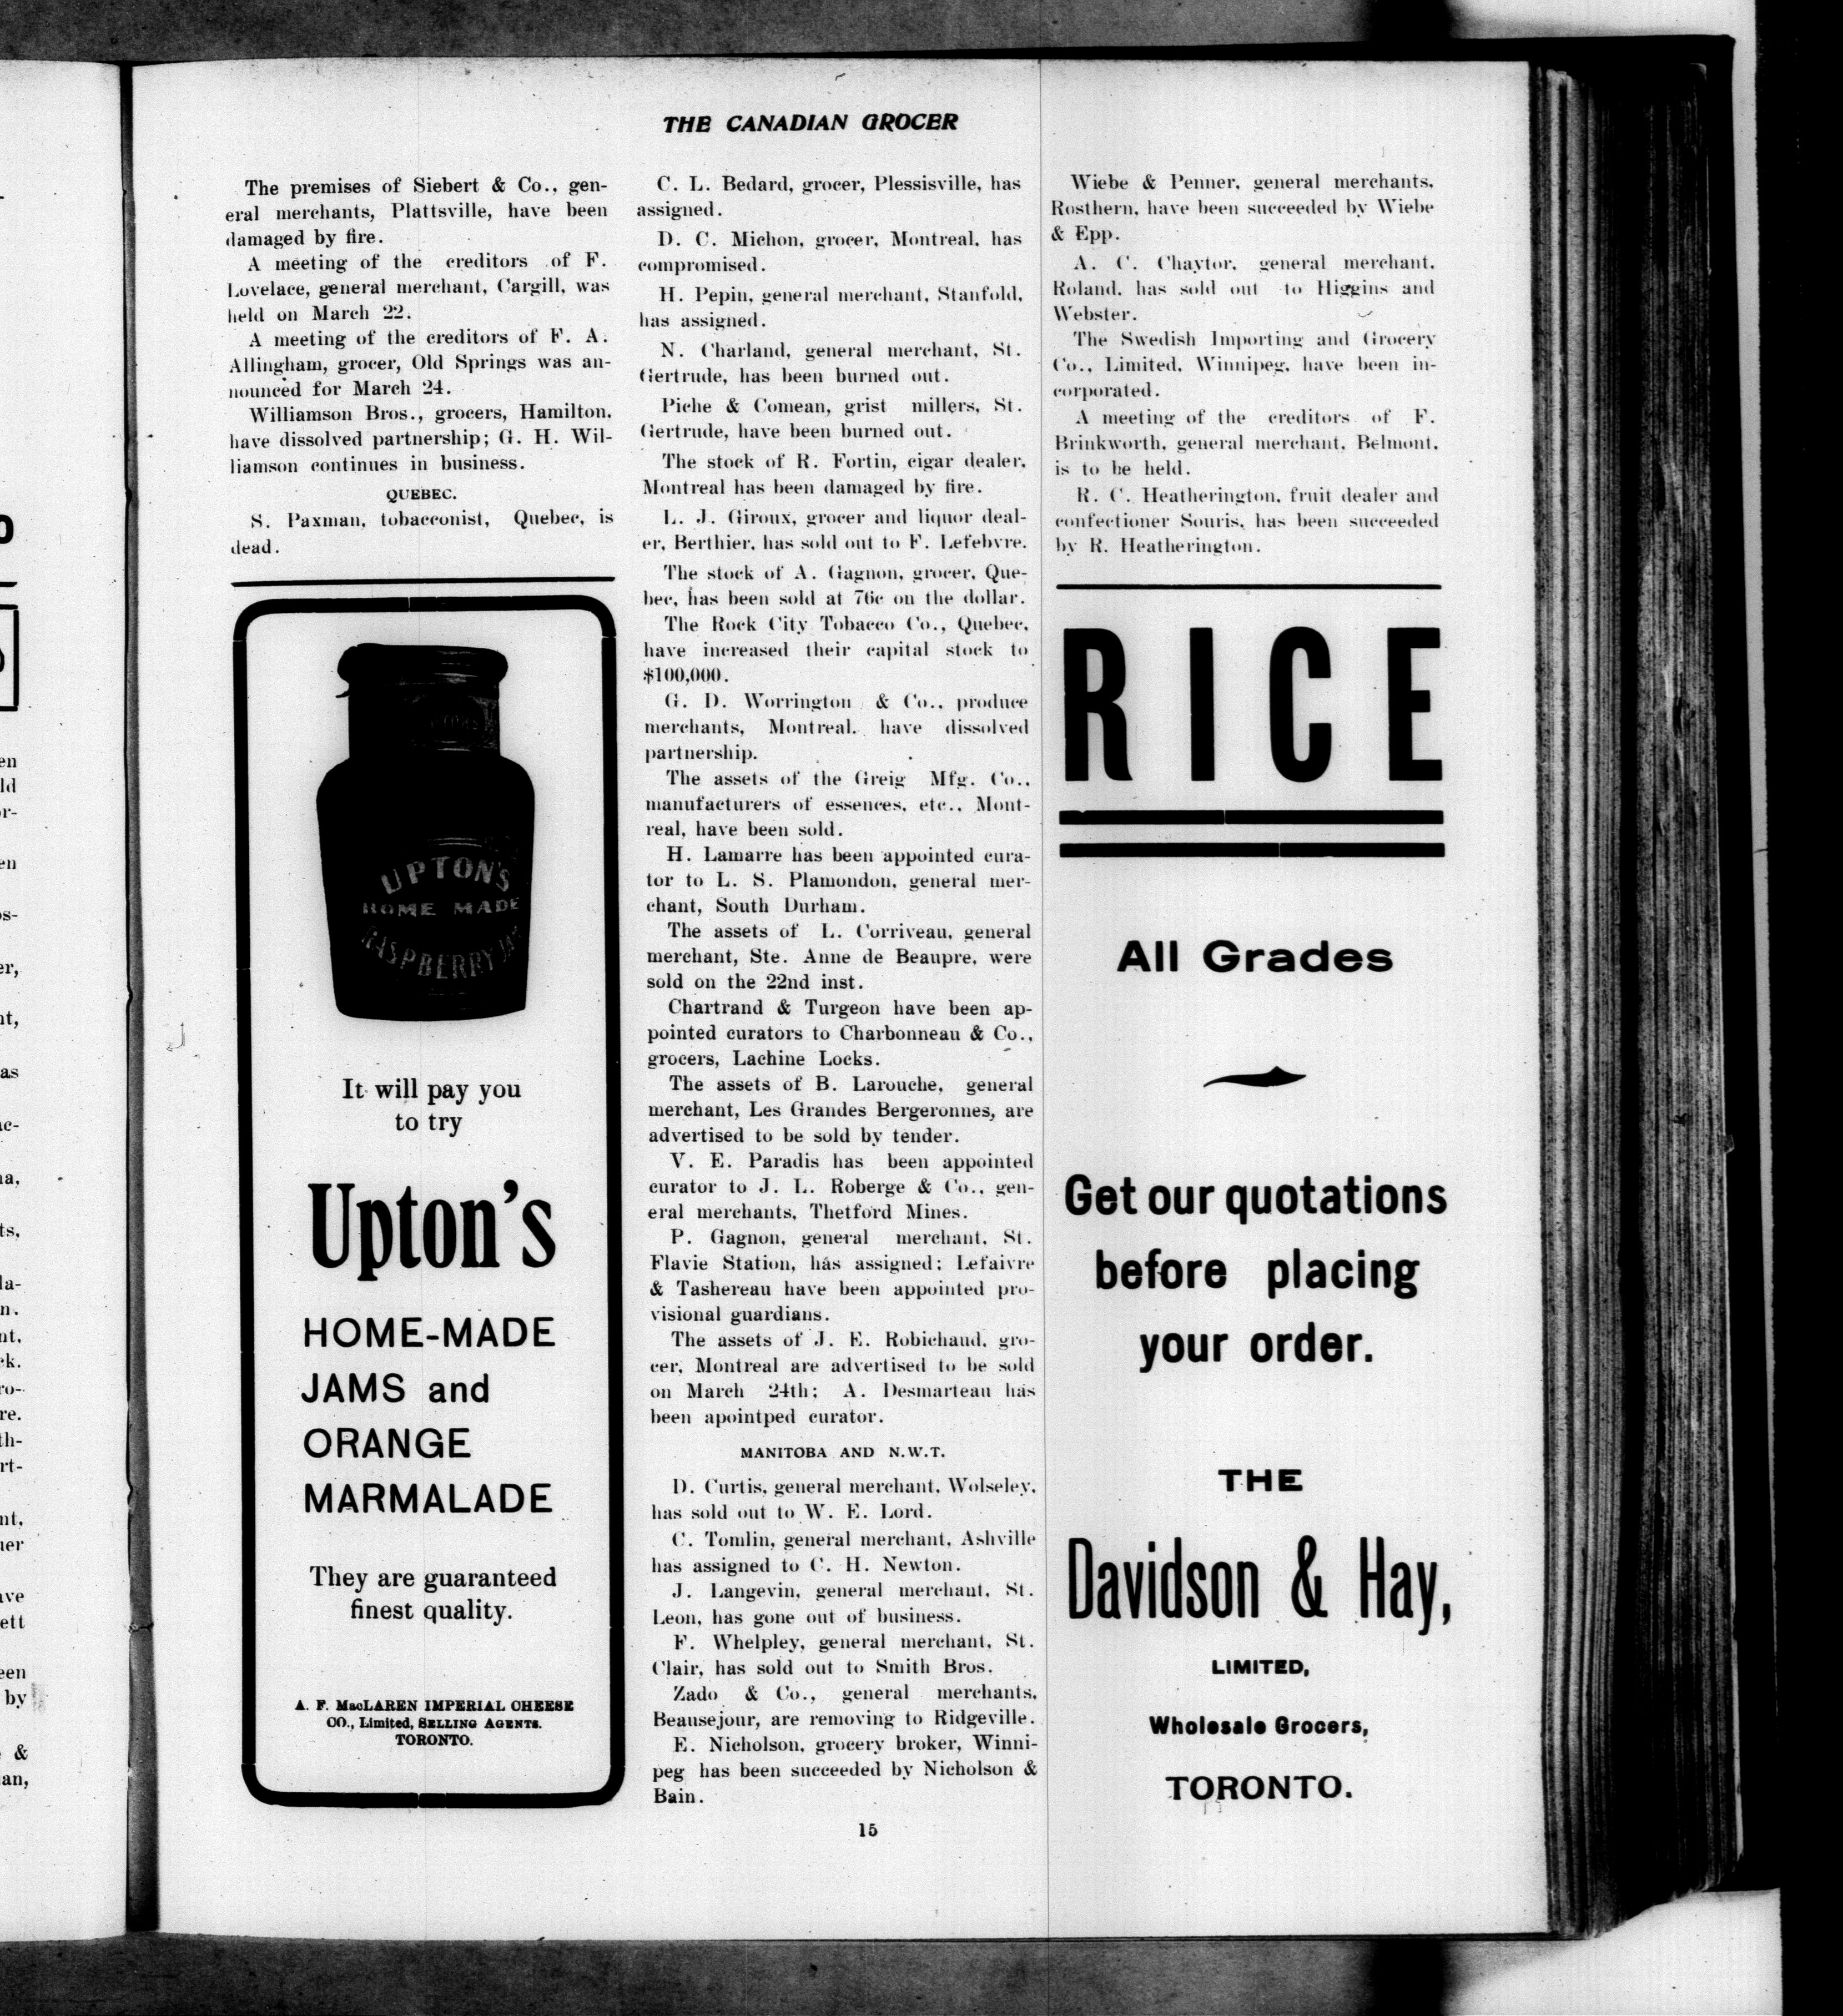 THE CANADIAN GROCER
The premises of Siebert & Co., gen-
eral merchants, Plattsville, have been
damaged by fire.
A meeting of the creditors of F.
Lovelace, general merchant, Cargill, was
held on March 22.
A meeting of the creditors of F. A.
Allingham, grocer, Old Springs was an-
nounced for March 24.
Williamson Bros., grocers, Hamilton,
have dissolved partnership; G. H. Wil-
liamson continues in business.
QUEBEC.
S. Paxman, tobacconist, Quebec, is
dead.
UPTON'S
HOME MADE
RASPBERRY JAM
It will pay you
to try
Upton's
HOME-MADE
JAMS and
ORANGE
MARMALADE
They are guaranteed
finest quality.
A. F. MacLAREN IMPERIAL CHEESE
CO., Limited, SELLING AGENTS.
TORONTO.
C. L. Bedard, grocer, Plessisville, has
assigned.
D. C. Michon, grocer, Montreal, has
compromised.
H. Pepin, general merchant, Stanfold,
has assigned.
N. Charland, general merchant, St.
Gertrude, has been burned out.
Piche & Comean, grist millers, St.
Gertrude, have been burned out.
The stock of R. Fortin, cigar dealer,
Montreal has been damaged by fire.
L. J. Giroux, grocer and liquor deal-
er, Berthier, has sold out to F. Lefebvre.
The stock of A. Gagnon, grocer, Que-
bec, has been sold at 76c on the dollar.
The Rock City Tobacco Co., Quebec,
have increased their capital stock to
$100,000.
G. D. Worrington & Co., produce
merchants, Montreal, have dissolved
partnership.
The assets of the Greig Mfg. Co.,
manufacturers of essences, etc., Mont-
real, have been sold.
H. Lamarre has been appointed cura-
tor to L. S. Plamondon, general mer-
chant, South Durham.
The assets of L. Corriveau, general
merchant, Ste. Anne de Beaupre, were
sold on the 22nd inst.
Chartrand & Turgeon have been ap-
pointed curators to Charbonneau & Co.,
grocers, Lachine Locks.
The assets of B. Larouche, general
merchant, Les Grandes Bergeronnes, are
advertised to be sold by tender.
V. E. Paradis has been appointed
curator to J. L. Roberge & Co., gen-
eral merchants, Thetford Mines.
P. Gagnon, general merchant, St.
Flavie Station, has assigned; Lefaivre
& Tashereau have been appointed pro-
visional guardians.
The assets of J. E. Robichaud, gro-
cer, Montreal are advertised to be sold
on March 24th; A. Desmarteau has
been apointped curator.
MANITOBA AND N.W.T.
D. Curtis, general merchant, Wolseley,
has sold out to W. E. Lord.
C. Tomlin, general merchant, Ashville
has assigned to C. H. Newton.
J. Langevin, general merchant, St.
Leon, has gone out of business.
F. Whelpley, general merchant, St.
Clair, has sold out to Smith Bros.
Zado & Co., general merchants,
Beausejour, are removing to Ridgeville.
E. Nicholson, grocery broker, Winni-
peg has been succeeded by Nicholson &
Bain.
Wiebe & Penner, general merchants,
Rosthern, have been succeeded by Wiebe
& Epp.
A. C. Chaytor, general merchant,
Roland, has sold out to Higgins and
Webster.
The Swedish Importing and Grocery
Co., Limited, Winnipeg, have been in-
corporated.
A meeting of the creditors of F.
Brinkworth, general merchant, Belmont,
is to be held.
R. C. Heatherington, fruit dealer and
confectioner Souris, has been succeeded
by R. Heatherington.
RICE
All Grades
Get our quotations
before placing
your order.
THE
Davidson & Hay,
LIMITED,
Wholesale Grocers,
TORONTO.
15